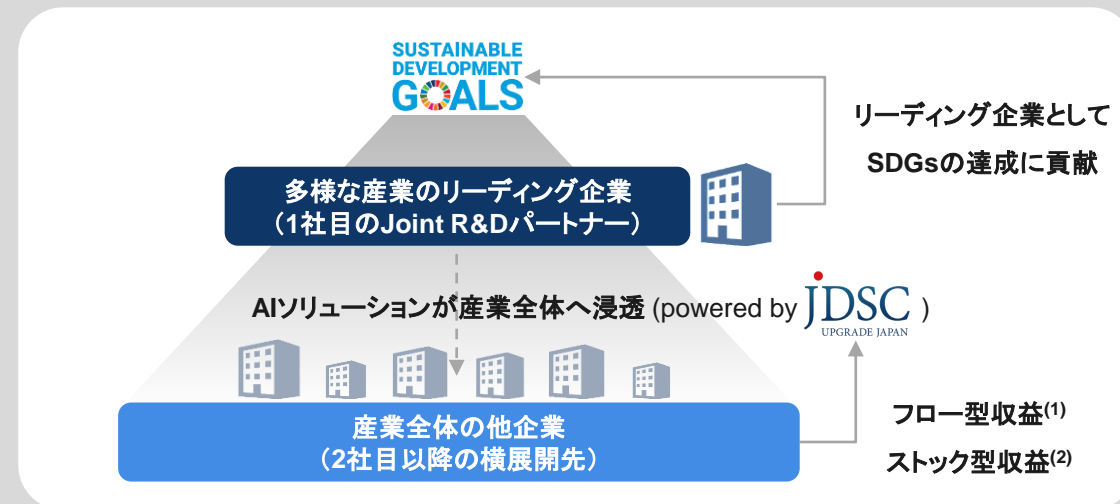 SUSTAINABLE
DEVELOPMENT
GOALS
リーディング企業として
SDGsの達成に貢献
多様な産業のリーディング企業
（1社目のJoint R&Dパートナー）
AIソリューションが産業全体へ浸透 (powered by JDSC )
UPGRADE JAPAN
産業全体の他企業
（2社目以降の横展開先）
フロー型収益(1)
ストック型収益(2)